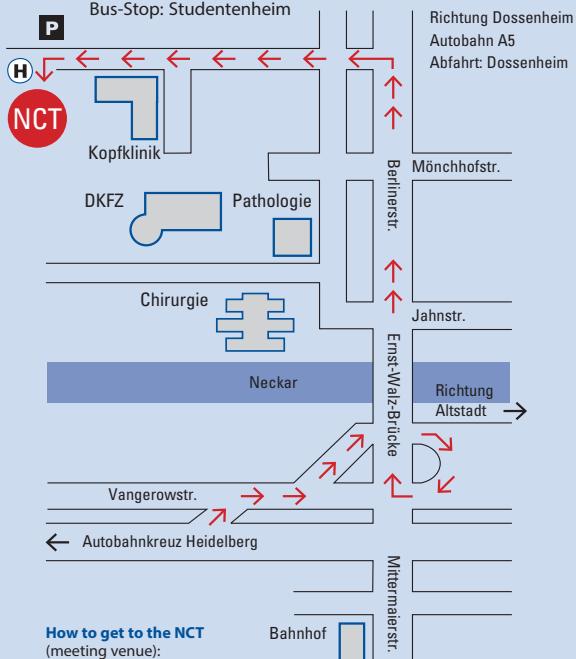 Bus-Stop: Studentenheim
Richtung Dossenheim
Autobahn A5
Abfahrt: Dossenheim
P
H
NCT
Kopfklinik
Berlinerstr.
Mönchhofstr.
DKFZ
Pathologie
Chirurgie
Jahnstr.
Ernst-Walz-Brücke
Neckar
Richtung
Altstadt
Vangerowstr.
Autobahnkreuz Heidelberg
Mittermaierstr.
How to get to the NCT
(meeting venue):
Bahnhof